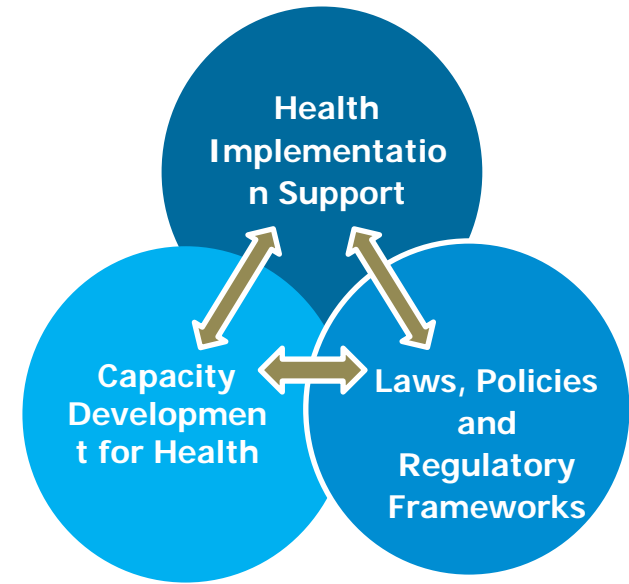 Health
Implementatio
n Support
Capacity
Developmen
t for Health
Laws, Policies
and
Regulatory
Frameworks